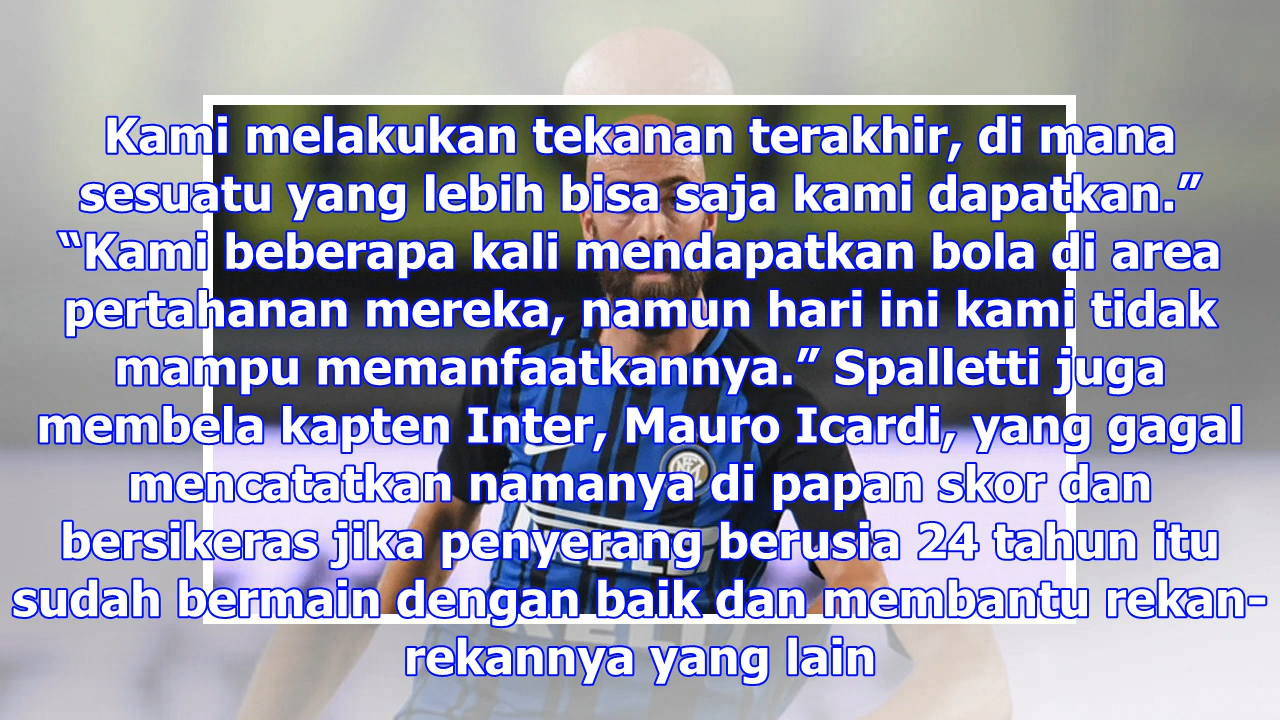 Kami melakukan tekanan terakhir, di mana
sesuatu yang lebih bisa saja kami dapatkan.”
“Kami beberapa kali mendapatkan bola di area
pertahanan mereka, namun hari ini kami tidak
mampu memanfaatkannya.” Spalletti juga
membela kapten Inter, Mauro Icardi, yang gagal
mencatatkan namanya di papan skor dan
bersikeras jika penyerang berusia 24 tahun itu
sudah bermain dengan baik dan membantu rekan-
rekannya yang lain